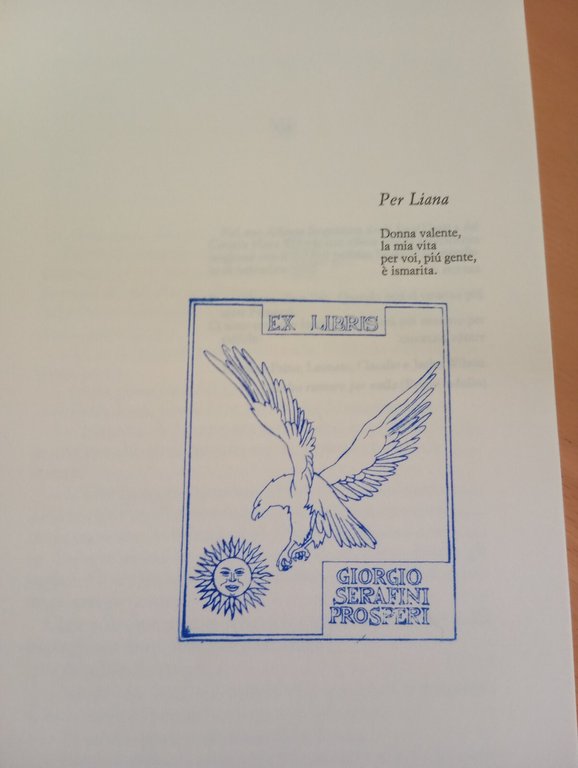 Per Liana
Donna valente,
la mia vita
per voi, piú gente,
è ismarita.
EX LIBRIS
GIORGIO
SERAFINI
PROSPERI